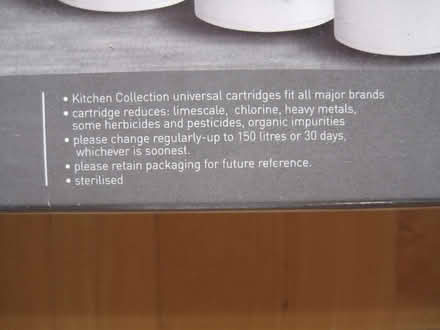 • Kitchen Collection universal cartridges fit all major brands
• cartridge reduces: limescale, chlorine, heavy metals,
some herbicides and pesticides, organic impurities
• please change regularly-up to 150 litres or 30 days,
whichever is soonest.
• please retain packaging for future reference.
• sterilised